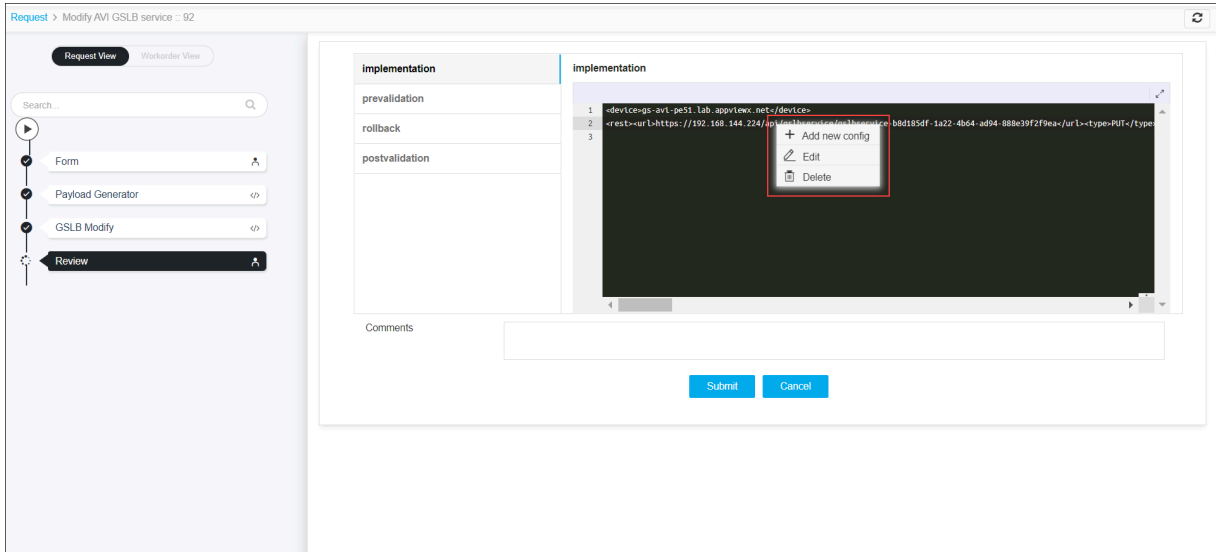 Request > Modify AVI GSLB service :: 92
Request View
Workorder View
Search...
Form
Payload Generator
</>
GSLB Modify
</>
Review
implementation
prevalidation
rollback
postvalidation
implementation
1 <device>gs-avi-pe51.lab.appviewx.net</device>
2 <rest><url>https://192.168.144.224/api/gslbservice/gslbservice-b8d185df-1a22-4b64-ad94-888e39f2f9ea</url><type>PUT</type>
3
+ Add new config
Edit
Delete
Comments
Submit
Cancel